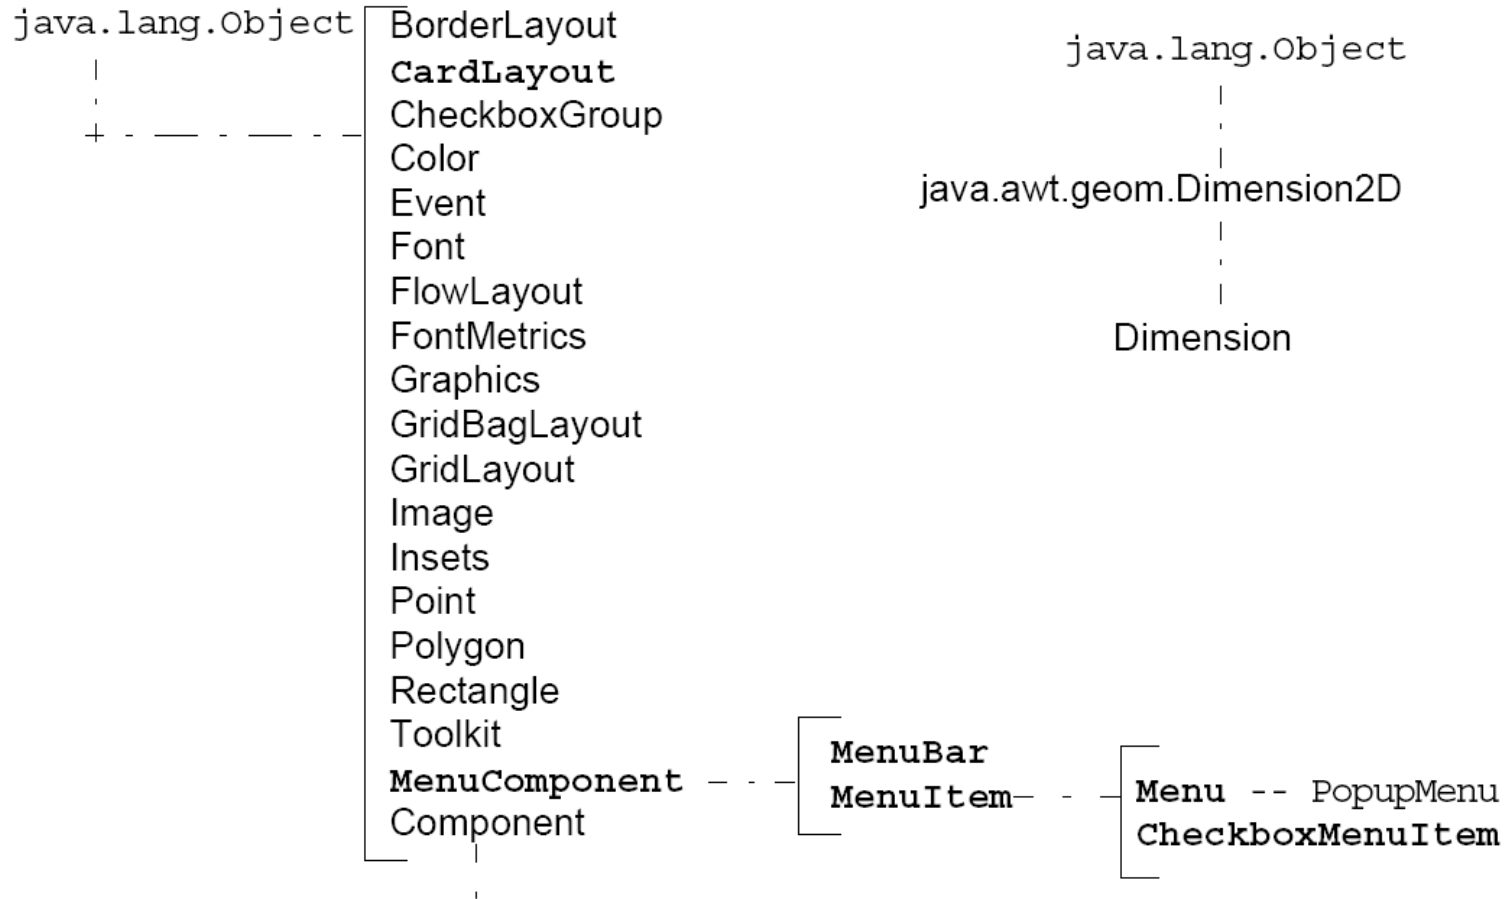 java.lang.Object
BorderLayout
CardLayout
CheckboxGroup
Color
Event
Font
FlowLayout
FontMetrics
Graphics
GridBagLayout
GridLayout
Image
Insets
Point
Polygon
Rectangle
Toolkit
MenuComponent
Component
MenuBar
MenuItem
Menu -- PopupMenu
CheckboxMenuItem
java.lang.Object
java.awt.geom.Dimension2D
Dimension